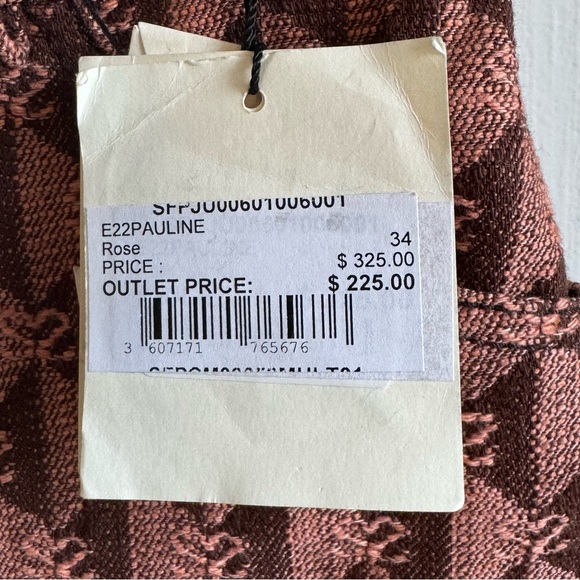 SFPJU00601006001
E22PAULINE
Rose 34
PRICE : $ 325.00
OUTLET PRICE: $ 225.00
3 607171 765676